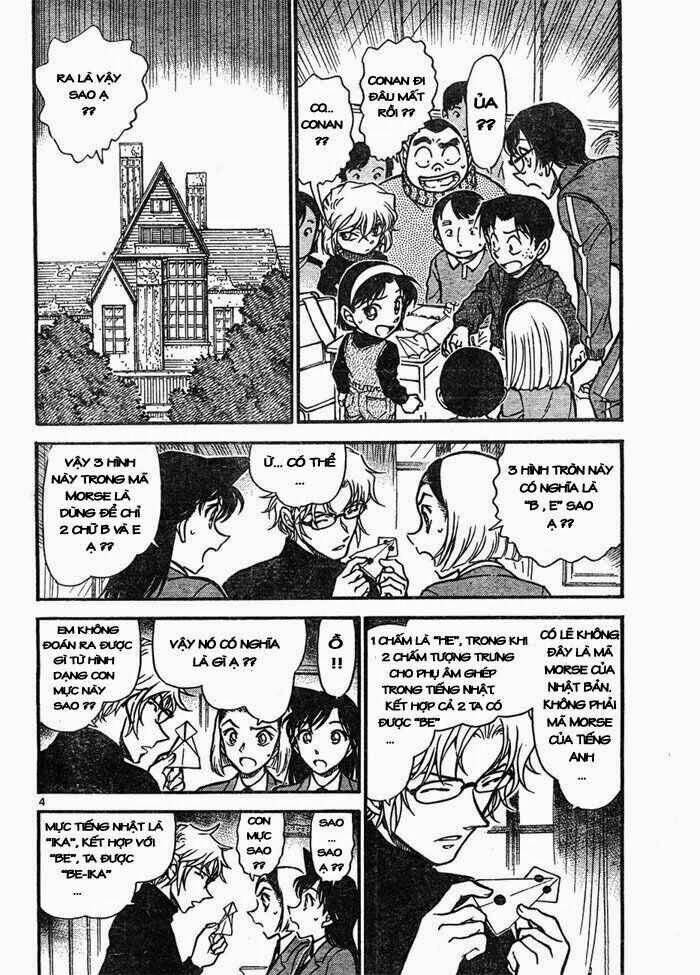 ỦA
??
CONAN ĐI
ĐÂU MẤT
RỒI ??
CO...
CONAN
??
RA LÀ VẬY
SAO Ạ
??
3 HÌNH TRÒN NÀY
CÓ NGHĨA LÀ
"B , E" SAO
Ạ ??
Ừ... CÓ THỂ
...
VẬY 3 HÌNH
NÀY TRONG MÃ
MORSE LÀ
DÙNG ĐỂ CHỈ
2 CHỮ B VÀ E
Ạ ??
CÓ LẼ KHÔNG
ĐÂY LÀ MÃ
MORSE CỦA
NHẬT BẢN.
KHÔNG PHẢI
MÃ MORSE
CỦA TIẾNG
ANH
1 CHẤM LÀ "HE", TRONG KHI
2 CHẤM TƯỢNG TRƯNG
CHO PHỤ ÂM GHÉP
TRONG TIẾNG NHẬT.
KẾT HỢP CẢ 2 TA CÓ
ĐƯỢC "BE"
...
Ồ
!!
VẬY NÓ CÓ NGHĨA
LÀ GÌ Ạ ??
EM KHÔNG
ĐOÁN RA ĐƯỢC
GÌ TỪ HÌNH
DẠNG CON
MỰC NÀY
SAO ??
4
SAO
...
SAO
Ạ ??
CON
MỰC
??
MỰC TIẾNG NHẬT LÀ
"IKA", KẾT HỢP VỚI
"BE", TA ĐƯỢC
"BE-IKA"
...